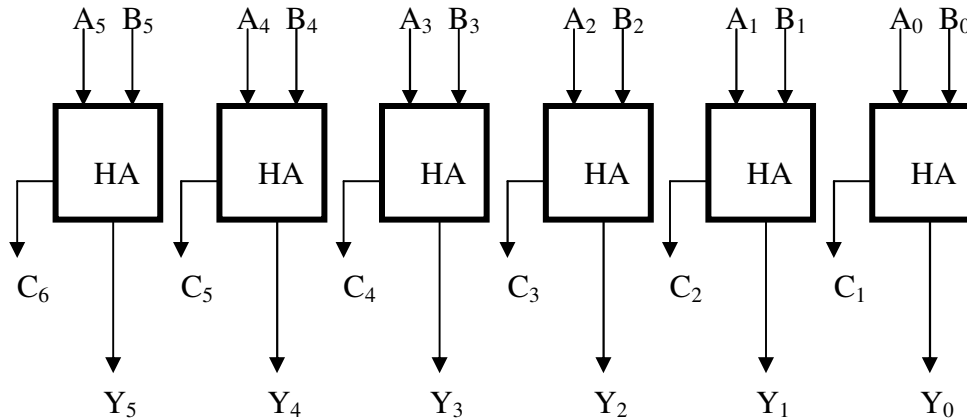 A₅ B₅ A₄ B₄ A₃ B₃ A₂ B₂ A₁ B₁ A₀ B₀
HA HA HA HA HA HA
C₆ C₅ C₄ C₃ C₂ C₁
Y₅ Y₄ Y₃ Y₂ Y₁ Y₀